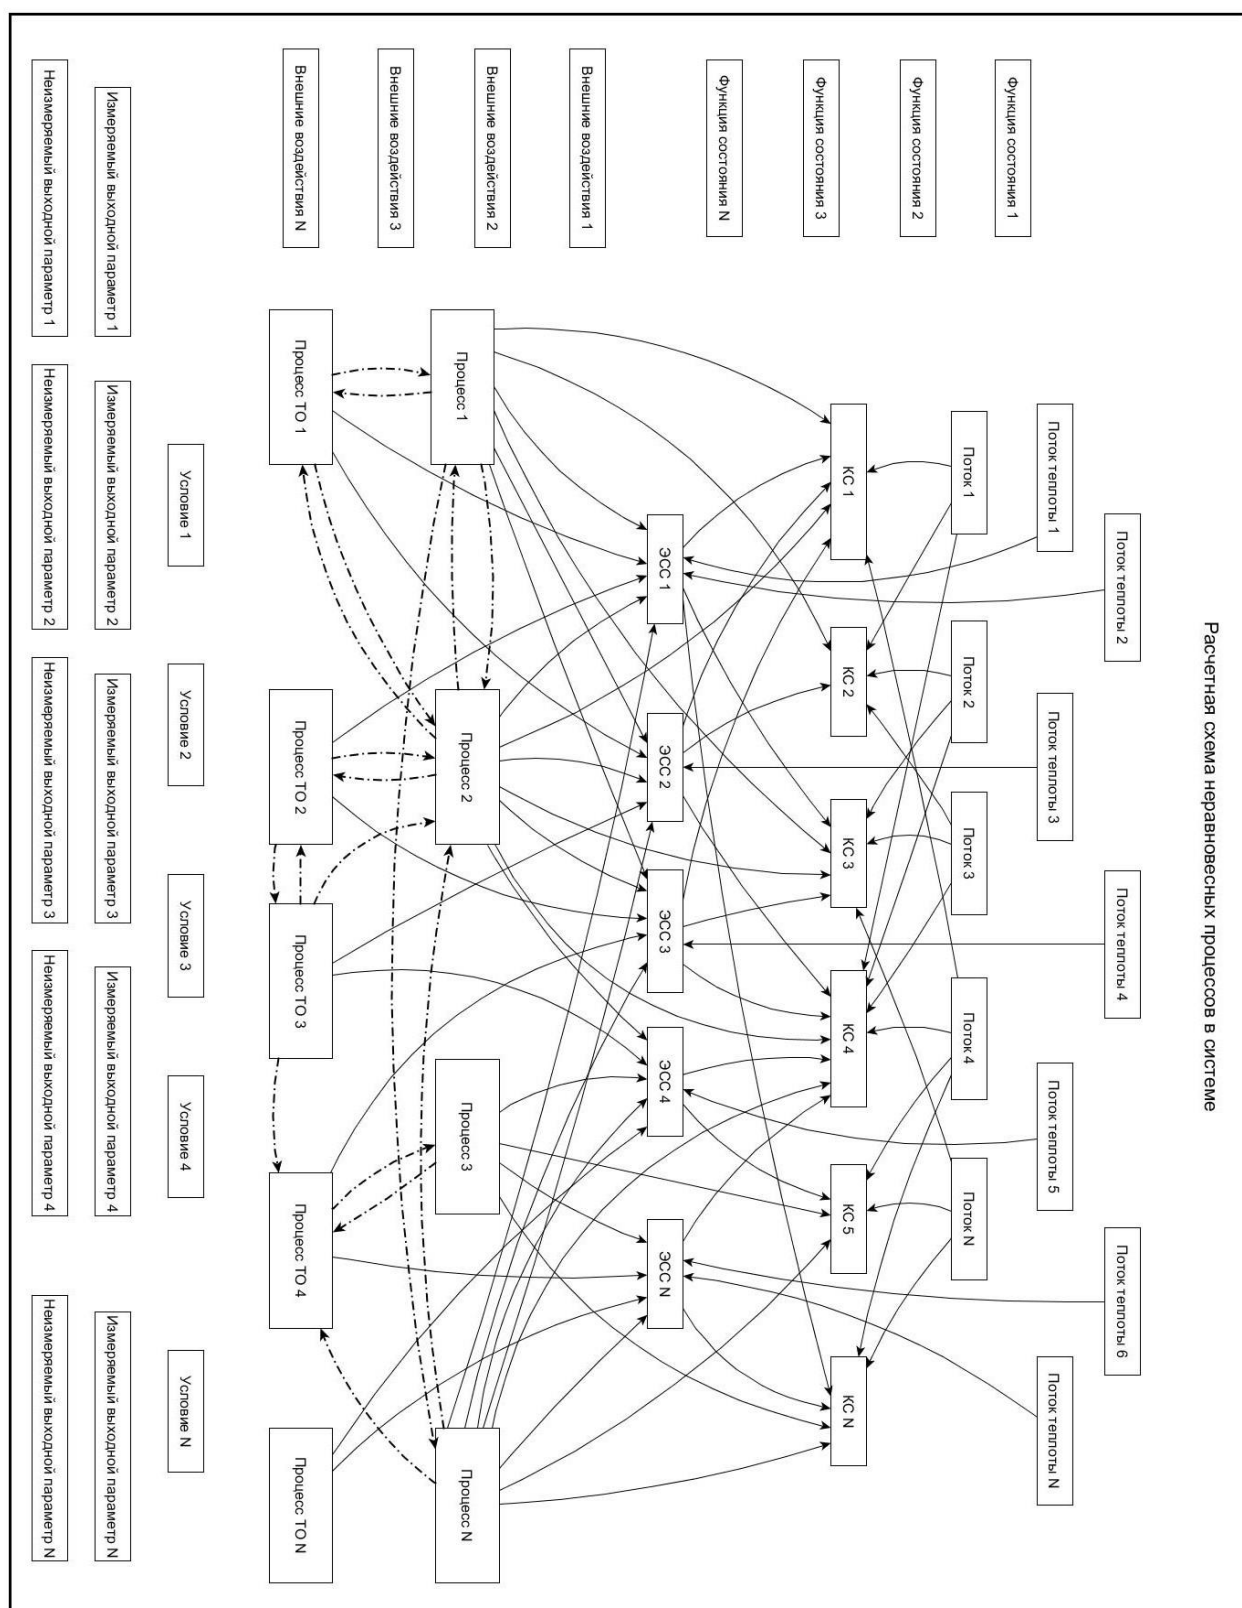 Расчетная схема неравновесных процессов в системе
Поток теплоты 2
Поток теплоты 4
Поток теплоты 6
Поток теплоты 1
Поток теплоты 3
Поток теплоты 5
Поток теплоты N
Функция состояния 1
Поток 1
Поток 2
Поток 3
Поток 4
Поток N
Функция состояния 2
КС 1
КС 2
КС 3
КС 4
КС 5
КС N
Функция состояния 3
Функция состояния N
ЭСС 1
ЭСС 2
ЭСС 3
ЭСС 4
ЭСС N
Внешние воздействия 1
Внешние воздействия 2
Процесс 1
Процесс 2
Процесс 3
Процесс N
Внешние воздействия 3
Внешние воздействия N
Процесс ТО 1
Процесс ТО 2
Процесс ТО 3
Процесс ТО 4
Процесс ТО N
Условие 1
Условие 2
Условие 3
Условие 4
Условие N
Измеряемый выходной параметр 1
Измеряемый выходной параметр 2
Измеряемый выходной параметр 3
Измеряемый выходной параметр 4
Измеряемый выходной параметр N
Неизмеряемый выходной параметр 1
Неизмеряемый выходной параметр 2
Неизмеряемый выходной параметр 3
Неизмеряемый выходной параметр 4
Неизмеряемый выходной параметр N